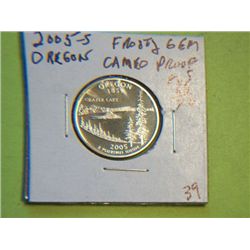 2005-S
OREGON
FROSTY GEM
CAMEO PROOF
OREGON
1859
CRATER LAKE
2005
E PLURIBUS UNUM
39